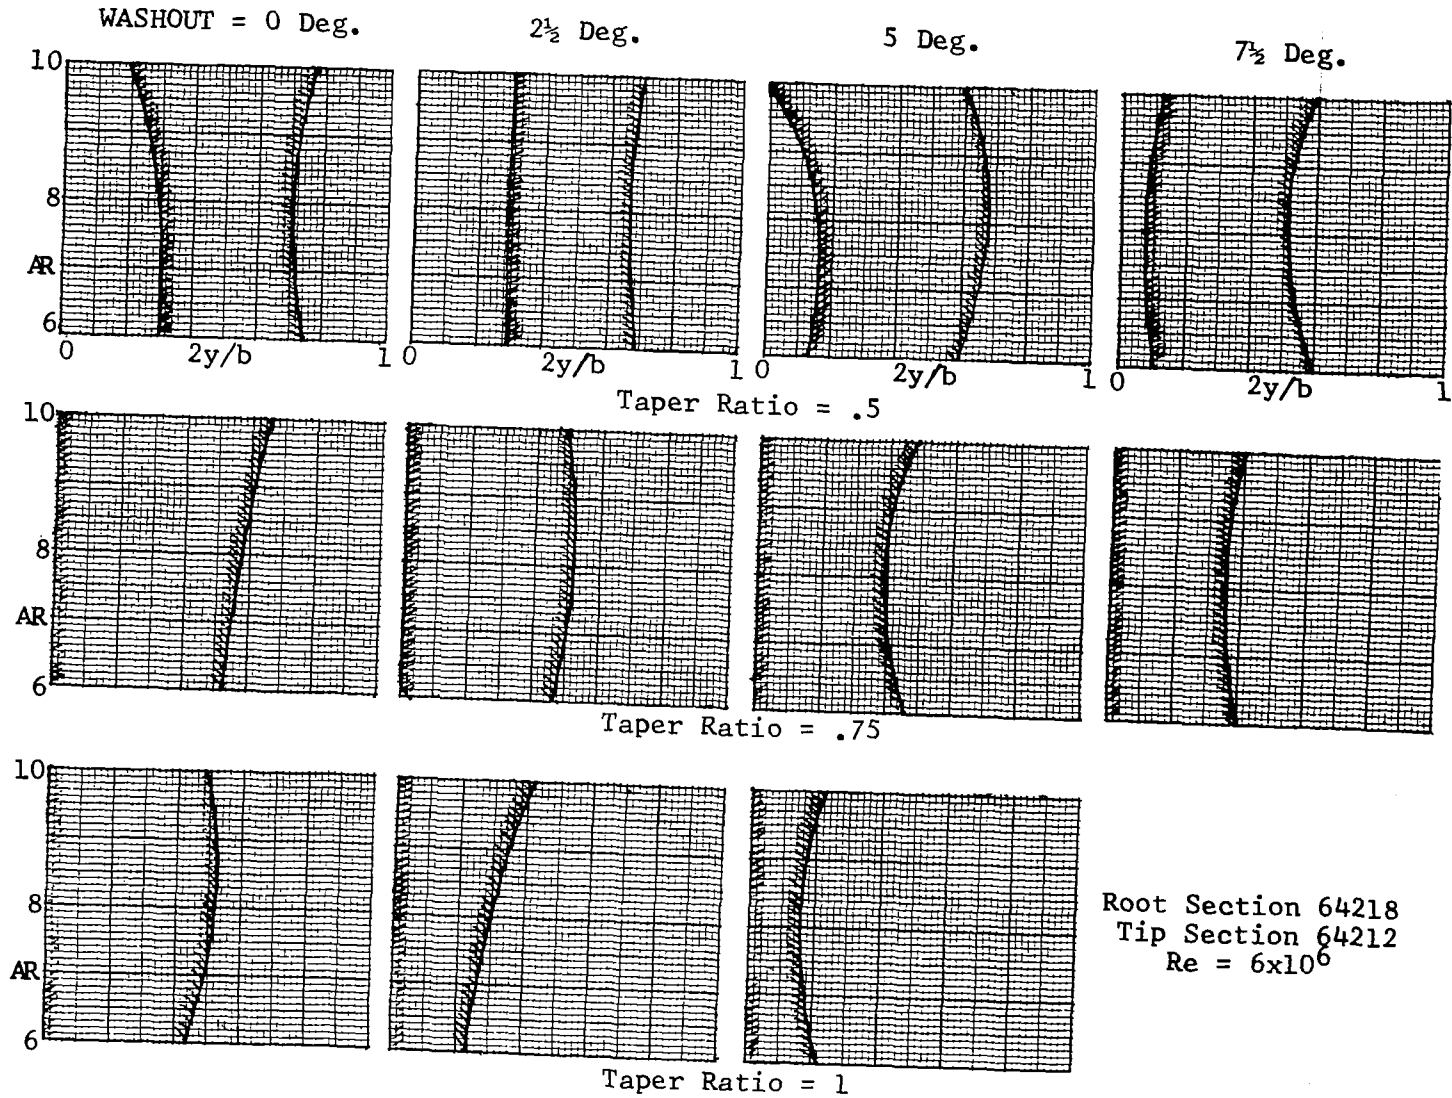 WASHOUT = 0 Deg.
2½ Deg.
5 Deg.
7½ Deg.
10
8
AR
6
0 2y/b 1
0 2y/b 1
0 2y/b 1
0 2y/b 1
Taper Ratio = .5
10
8
AR
6
Taper Ratio = .75
10
8
AR
6
Root Section 64218
Tip Section 64212
Re = 6x10⁶
Taper Ratio = 1